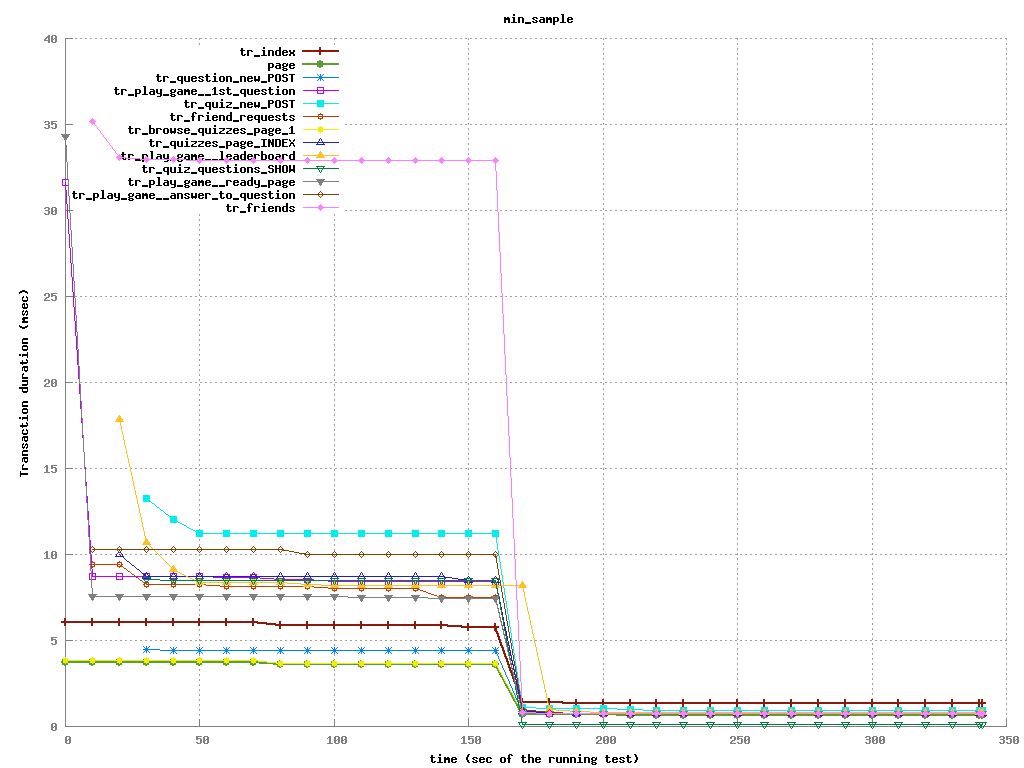 min_sample
40
35
30
25
20
15
10
5
0
Transaction duration (msec)
tr_index
page
tr_question_new_POST
tr_play_game__1st_question
tr_quiz_new_POST
tr_friend_requests
tr_browse_quizzes_page_1
tr_quizzes_page_INDEX
tr_play_game__leaderboard
tr_quiz_questions_SHOW
tr_play_game__ready_page
tr_play_game__answer_to_question
tr_friends
0 50 100 150 200 250 300 350
time (sec of the running test)